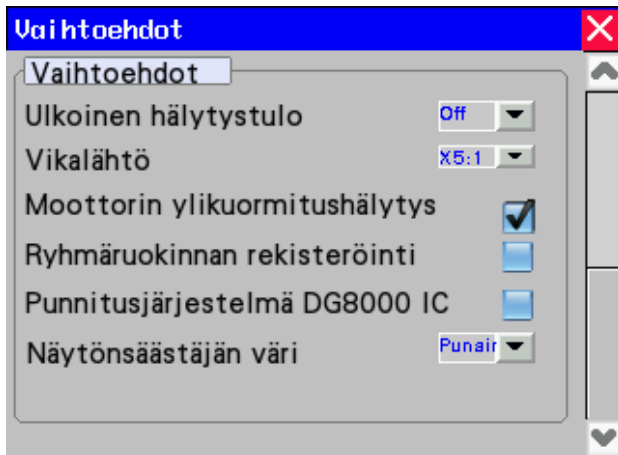 Vaihtoehdot
Vaihtoehdot
Ulkoinen hälytystulo Off
Vikalähtö X5:1
Moottorin ylikuormitushälytys
Ryhmäruokinnan rekisteröinti
Punnitusjärjestelmä DG8000 IC
Näytönsäästäjän väri Punair